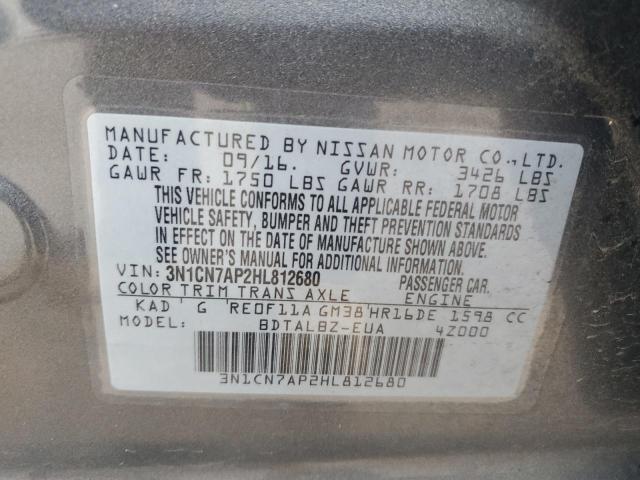 MANUFACTURED BY NISSAN MOTOR CO.,LTD.
DATE: 09/16. GVWR: 3426 LBS
GAWR FR: 1750 LBS GAWR RR: 1708 LBS
THIS VEHICLE CONFORMS TO ALL APPLICABLE FEDERAL MOTOR
VEHICLE SAFETY, BUMPER AND THEFT PREVENTION STANDARDS
IN EFFECT ON THE DATE OF MANUFACTURE SHOWN ABOVE.
SEE OWNER'S MANUAL FOR ADDITIONAL INFORMATION.
VIN: 3N1CN7AP2HL812680 PASSENGER CAR.
COLOR TRIM TRANS AXLE ENGINE
KAD G RE0F11A GM38 HR16DE 1598 CC
MODEL: BDTALBZ-EUA 4Z000
3N1CN7AP2HL812680